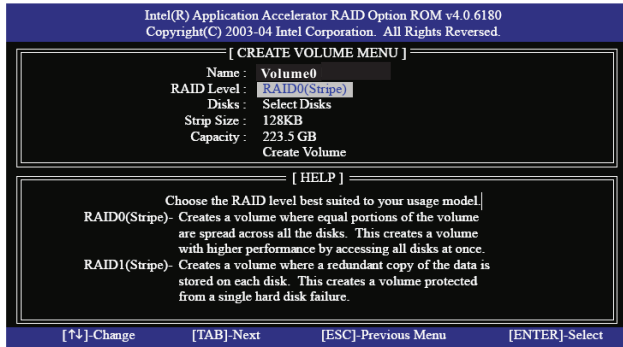 Intel(R) Application Accelerator RAID Option ROM v4.0.6180
Copyright(C) 2003-04 Intel Corporation. All Rights Reserved.
[ CREATE VOLUME MENU ]
Name : Volume0
RAID Level : RAID0(Stripe)
Disks : Select Disks
Strip Size : 128KB
Capacity : 223.5 GB
Create Volume
[ HELP ]
Choose the RAID level best suited to your usage model.
RAID0(Stripe)- Creates a volume where equal portions of the volume
are spread across all the disks. This creates a volume
with higher performance by accessing all disks at once.
RAID1(Stripe)- Creates a volume where a redundant copy of the data is
stored on each disk. This creates a volume protected
from a single hard disk failure.
[↑↓]-Change [TAB]-Next [ESC]-Previous Menu [ENTER]-Select